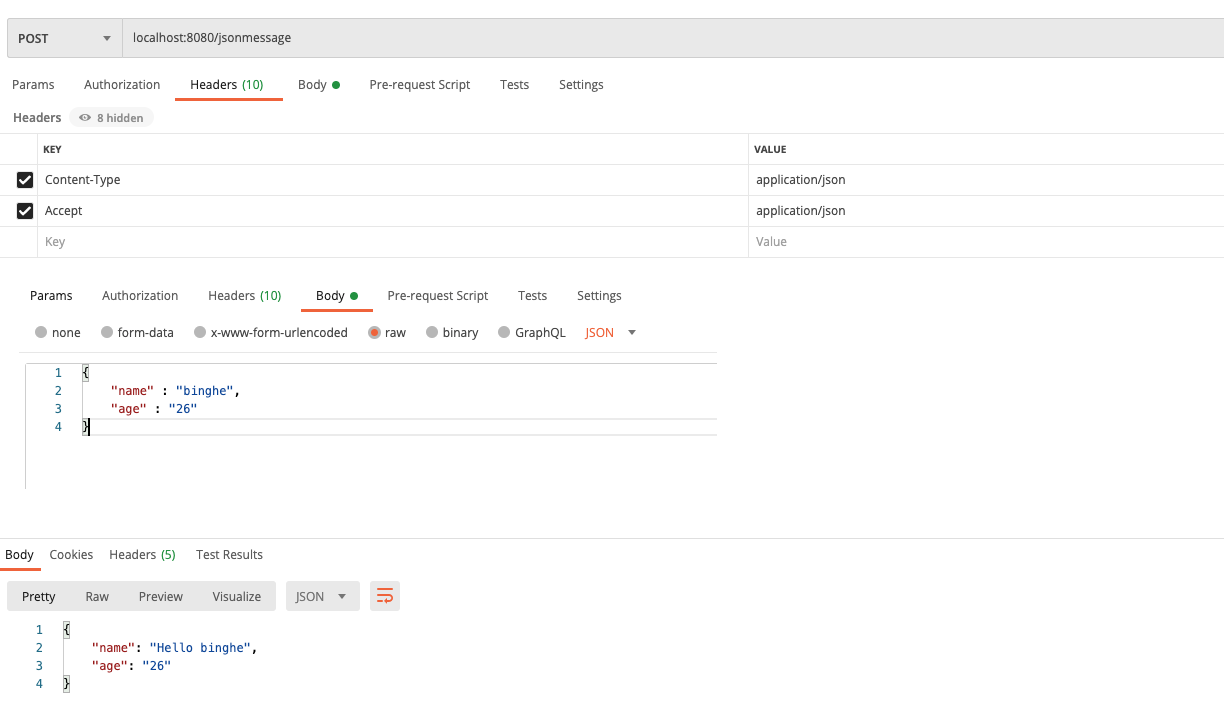 POST localhost:8080/jsonmessage
Params Authorization Headers (10) Body Pre-request Script Tests Settings
Headers 8 hidden
KEY VALUE
Content-Type application/json
Accept application/json
Key Value
Params Authorization Headers (10) Body Pre-request Script Tests Settings
none form-data x-www-form-urlencoded raw binary GraphQL JSON
1 {
2 "name" : "binghe",
3 "age" : "26"
4 }
Body Cookies Headers (5) Test Results
Pretty Raw Preview Visualize JSON
1 {
2 "name": "Hello binghe",
3 "age": "26"
4 }